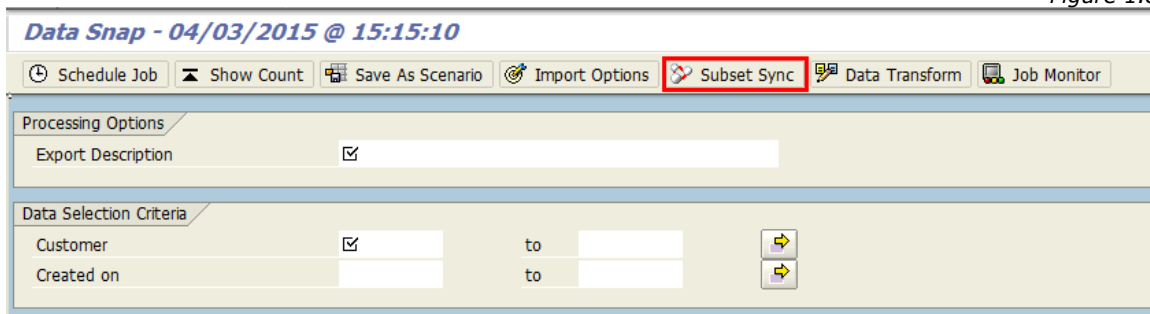 Data Snap - 04/03/2015 @ 15:15:10
Schedule Job Show Count Save As Scenario Import Options Subset Sync Data Transform Job Monitor
Processing Options
Export Description
Data Selection Criteria
Customer to
Created on to